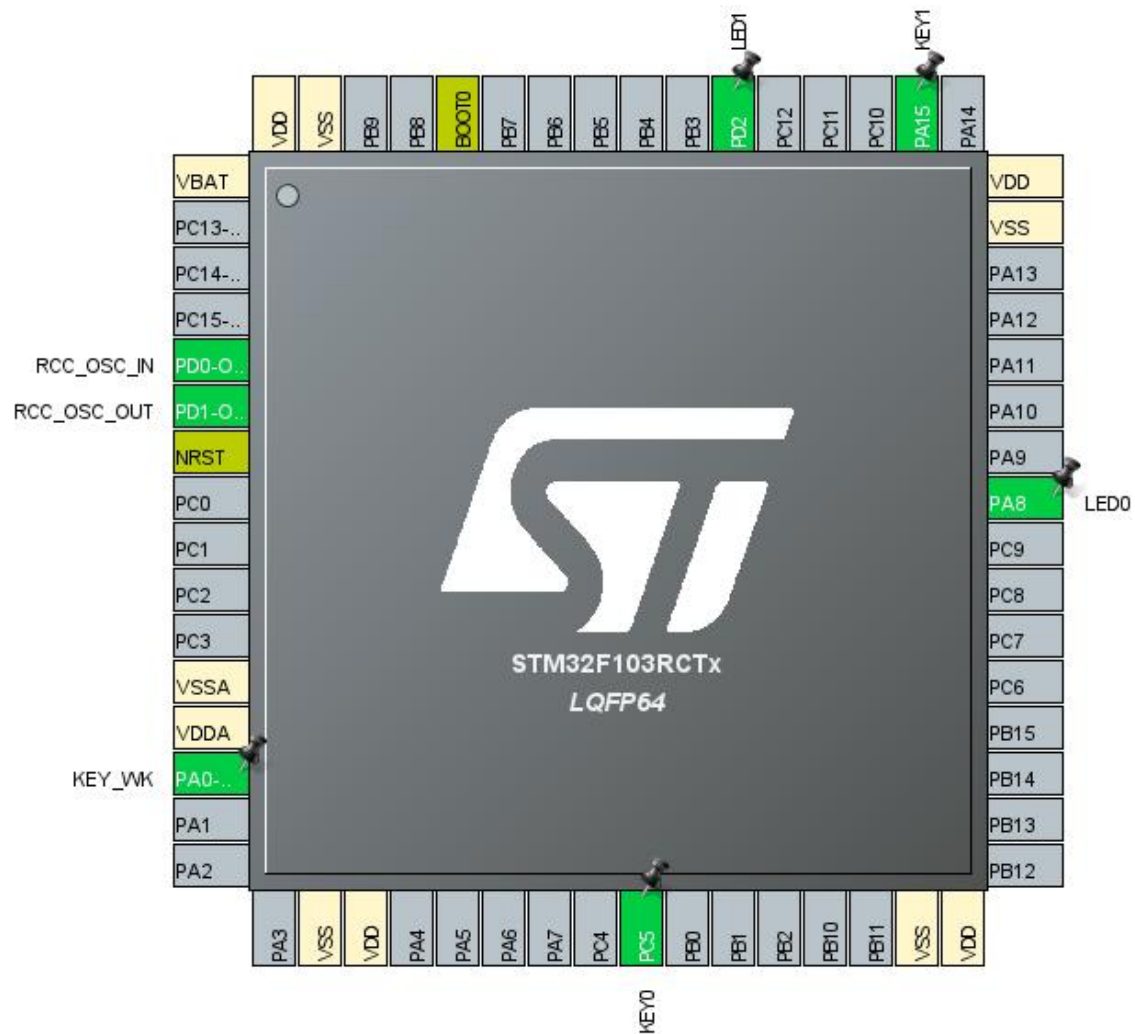 LED1
KEY1
VDD
VSS
PB9
PB8
BOOT0
PB7
PB6
PB5
PB4
PB3
PD2
PC12
PC11
PC10
PA15
PA14
VBAT
PC13-..
PC14-..
PC15-..
RCC_OSC_IN
PD0-O..
RCC_OSC_OUT
PD1-O..
NRST
PC0
PC1
PC2
PC3
VSSA
VDDA
KEY_WK
PA0-..
PA1
PA2
ST
STM32F103RCTx
LQFP64
VDD
VSS
PA13
PA12
PA11
PA10
PA9
PA8
LED0
PC9
PC8
PC7
PC6
PB15
PB14
PB13
PB12
PA3
VSS
VDD
PA4
PA5
PA6
PA7
PC4
PC5
PB0
PB1
PB2
PB10
PB11
VSS
VDD
KEY0